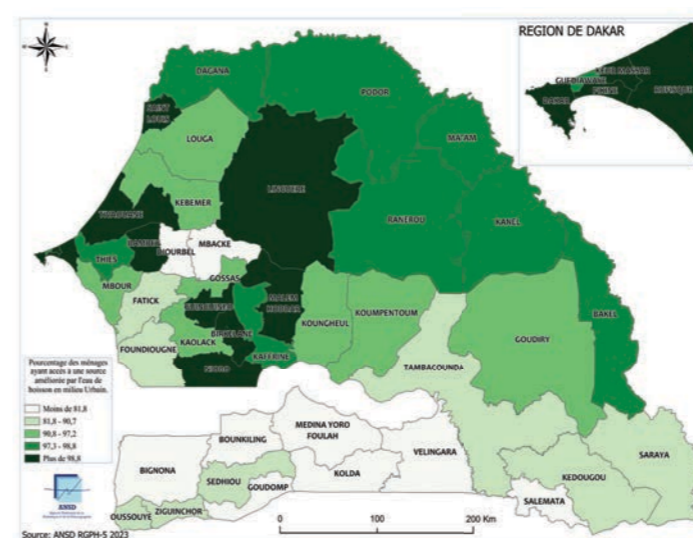 REGION DE DAKAR
KEUR MASSAR
GUEDIAWAYE
PIKINE
DAKAR
RUFISQUE
DAGANA
PODOR
SAINT
LOUIS
MA'AM
LOUGA
LINGUERE
KEBEMER
RANEROU
KANEL
TIVAOUANE
BAMBEY
DIOURBEL
MBACKE
THIES
MBOUR
GOSSAS
FATICK
GUINGUINEO
MALEM
HODDAR
KOUNGHEUL
KOUMPENTOUM
GOUDIRY
BAKEL
BIRKELANE
KAOLACK
KAFFRINE
FOUNDIOUGNE
NIORO
TAMBACOUNDA
Pourcentage des ménages
ayant accès à une source
améliorée par l'eau de
boisson en milieu Urbain.
Moins de 81,8
81,8 - 90,7
90,8 - 97,2
97,3 - 98,8
Plus de 98,8
MEDINA YORO
FOULAH
BOUNKILING
VELINGARA
SARAYA
BIGNONA
KOLDA
KEDOUGOU
SEDHIOU
GOUDOMP
SALEMATA
ZIGUINCHOR
OUSSOUYE
ANSD
0 100 200 Km
Source: ANSD RGPH-5 2023